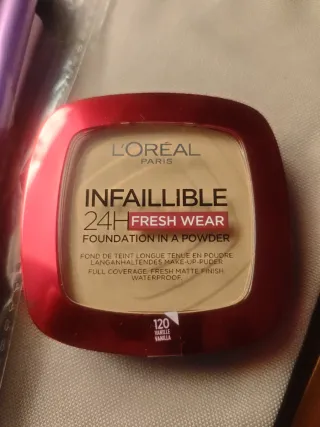 L'ORÉAL
PARIS
INFAILLIBLE
24H FRESH WEAR
FOUNDATION IN A POWDER
FOND DE TEINT LONGUE TENUE EN POUDRE
LANGANHALTENDES MAKE-UP-PUDER
FULL COVERAGE. FRESH MATTE FINISH.
WATERPROOF.
120
VANILLE
VANILLA